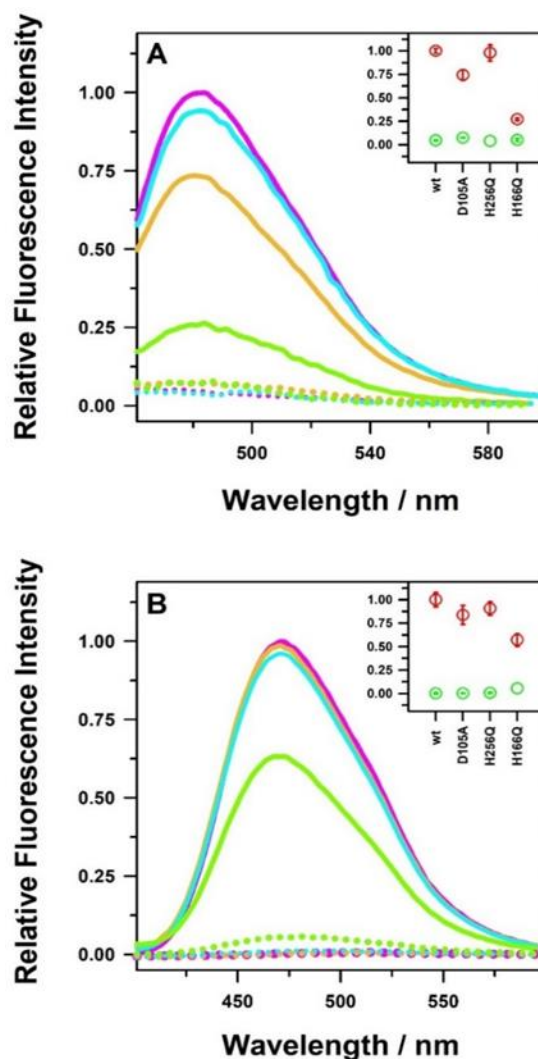 A
Relative Fluorescence Intensity
1.00
0.75
0.50
0.25
0.00
500
540
580
Wavelength / nm
1.00
0.75
0.50
0.25
0.00
wt
D105A
H256Q
H166Q
B
Relative Fluorescence Intensity
1.00
0.75
0.50
0.25
0.00
450
500
550
Wavelength / nm
1.00
0.75
0.50
0.25
0.00
wt
D105A
H256Q
H166Q